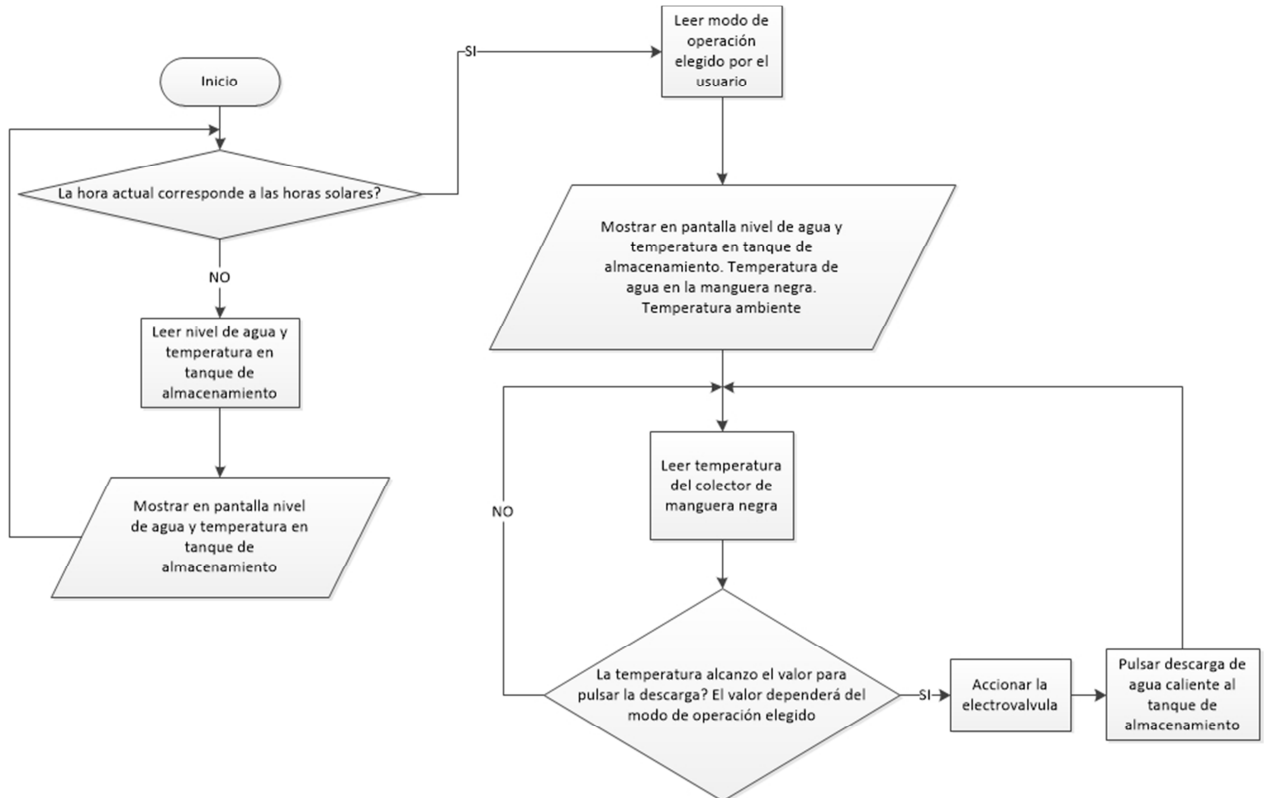 Inicio
La hora actual corresponde a las horas solares?
NO
Leer nivel de agua y
temperatura en
tanque de
almacenamiento
Mostrar en pantalla nivel
de agua y temperatura en
tanque de
almacenamiento
SI
Leer modo de
operación
elegido por el
usuario
Mostrar en pantalla nivel de agua y
temperatura en tanque de
almacenamiento. Temperatura de
agua en la manguera negra.
Temperatura ambiente
Leer temperatura
del colector de
manguera negra
NO
La temperatura alcanzo el valor para
pulsar la descarga? El valor dependerá del
modo de operación elegido
SI
Accionar la
electrovalvula
Pulsar descarga de
agua caliente al
tanque de
almacenamiento